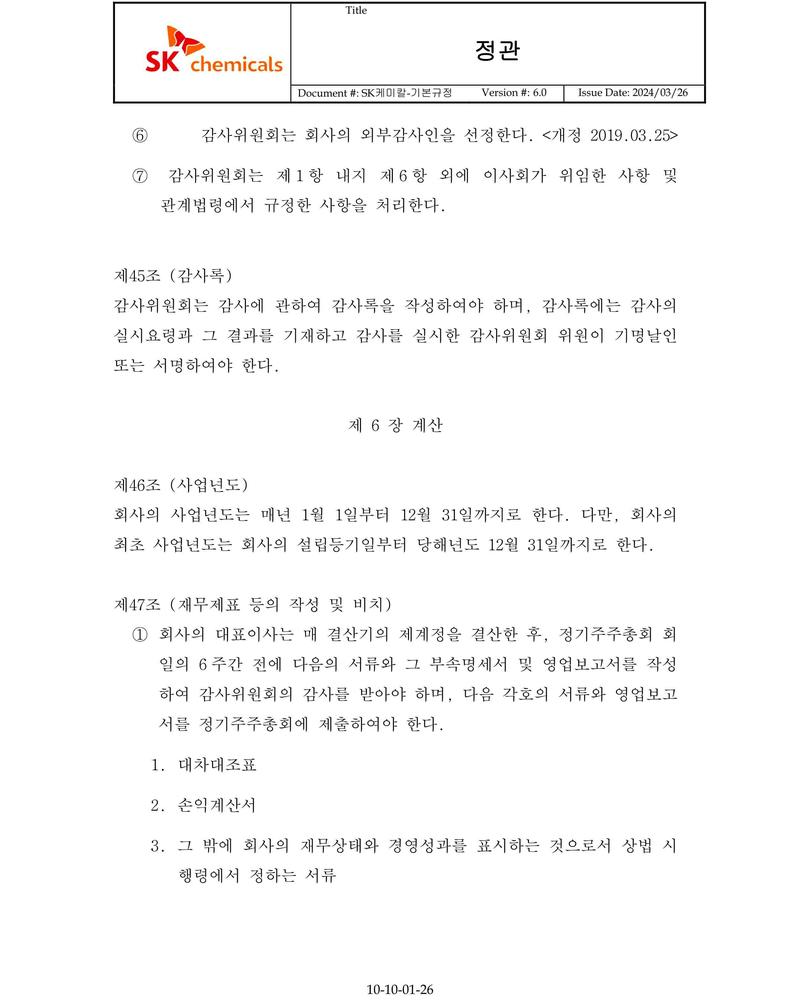 SK chemicals
Title
정관
Document #: SK케미칼-기본규정
Version #: 6.0
Issue Date: 2024/03/26
⑥ 감사위원회는 회사의 외부감사인을 선정한다. <개정 2019.03.25>
⑦ 감사위원회는 제1항 내지 제6항 외에 이사회가 위임한 사항 및
관계법령에서 규정한 사항을 처리한다.
제45조 (감사록)
감사위원회는 감사에 관하여 감사록을 작성하여야 하며, 감사록에는 감사의
실시요령과 그 결과를 기재하고 감사를 실시한 감사위원회 위원이 기명날인
또는 서명하여야 한다.
제 6 장 계산
제46조 (사업년도)
회사의 사업년도는 매년 1월 1일부터 12월 31일까지로 한다. 다만, 회사의
최초 사업년도는 회사의 설립등기일부터 당해년도 12월 31일까지로 한다.
제47조 (재무제표 등의 작성 및 비치)
① 회사의 대표이사는 매 결산기의 제계정을 결산한 후, 정기주주총회 회
일의 6주간 전에 다음의 서류와 그 부속명세서 및 영업보고서를 작성
하여 감사위원회의 감사를 받아야 하며, 다음 각호의 서류와 영업보고
서를 정기주주총회에 제출하여야 한다.
1. 대차대조표
2. 손익계산서
3. 그 밖에 회사의 재무상태와 경영성과를 표시하는 것으로서 상법 시
행령에서 정하는 서류
10-10-01-26